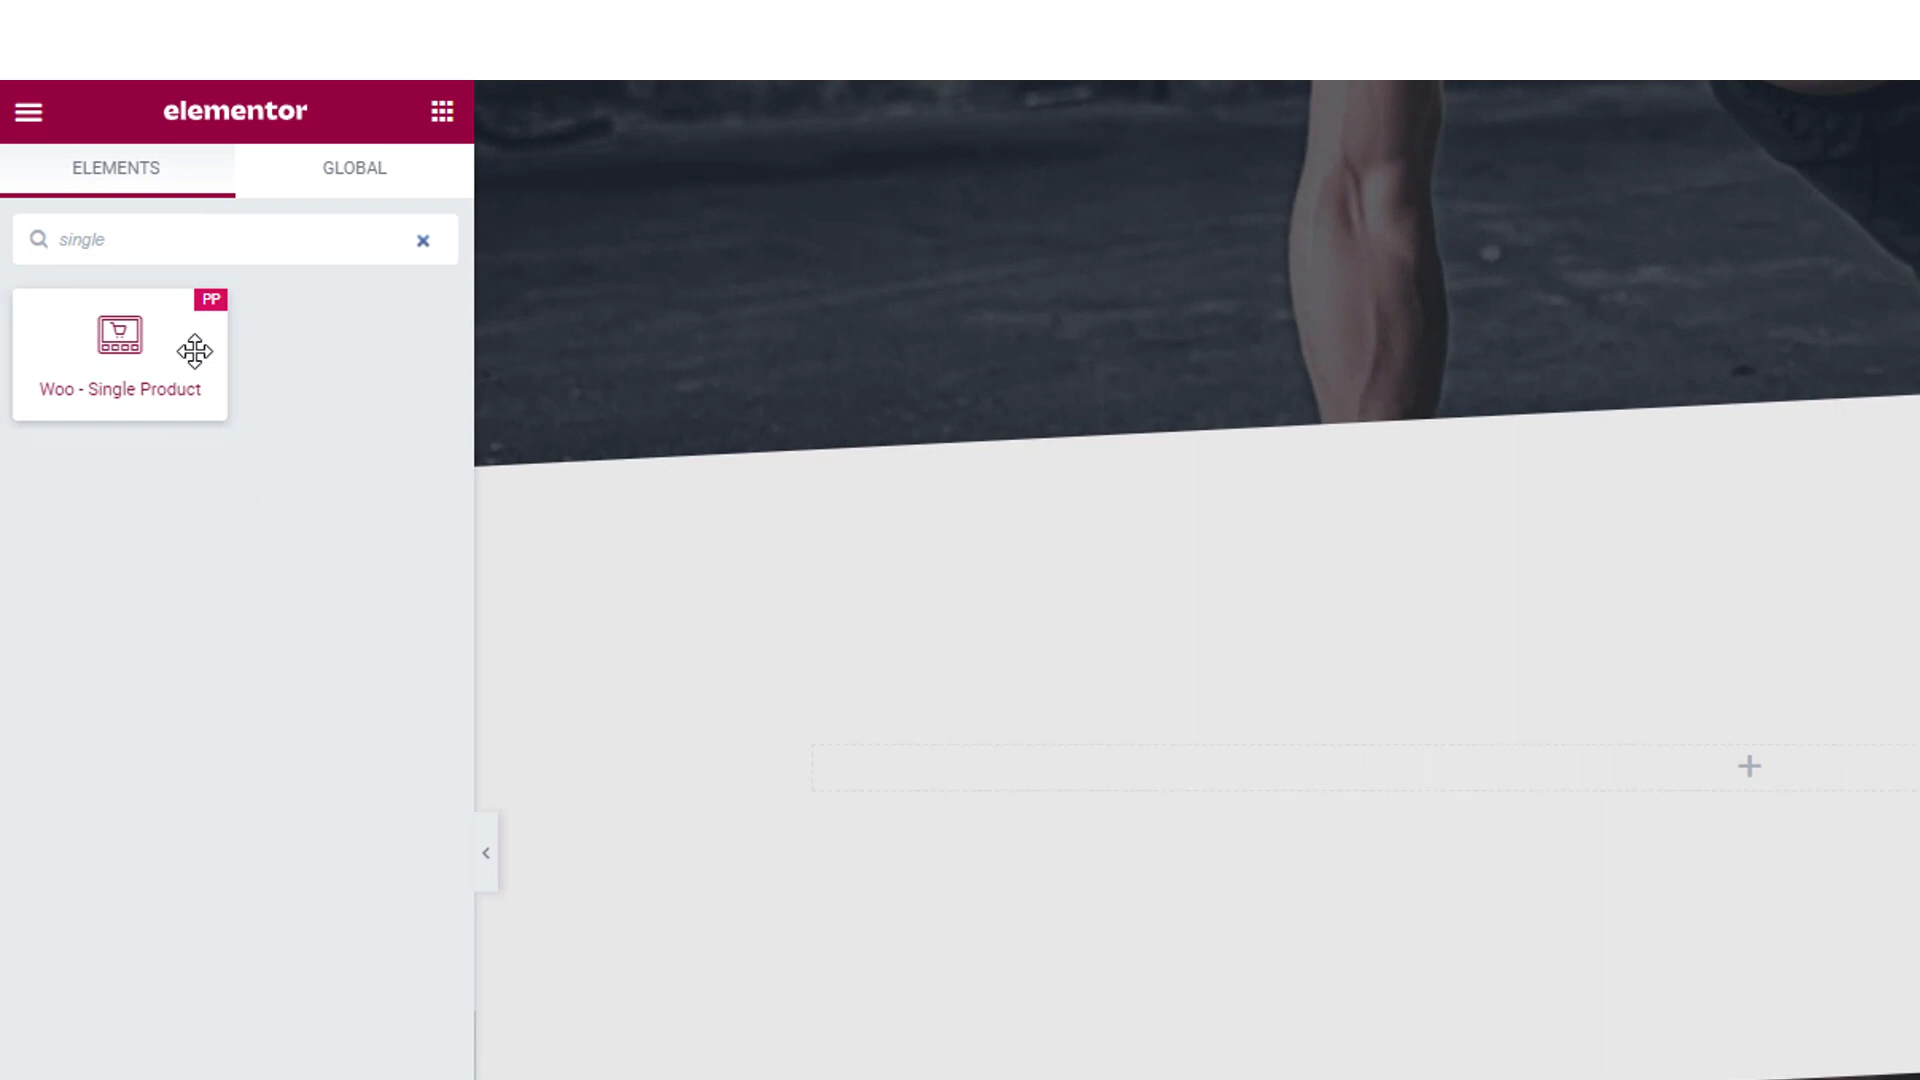 elementor
ELEMENTS
GLOBAL
single
PP
Woo - Single Product